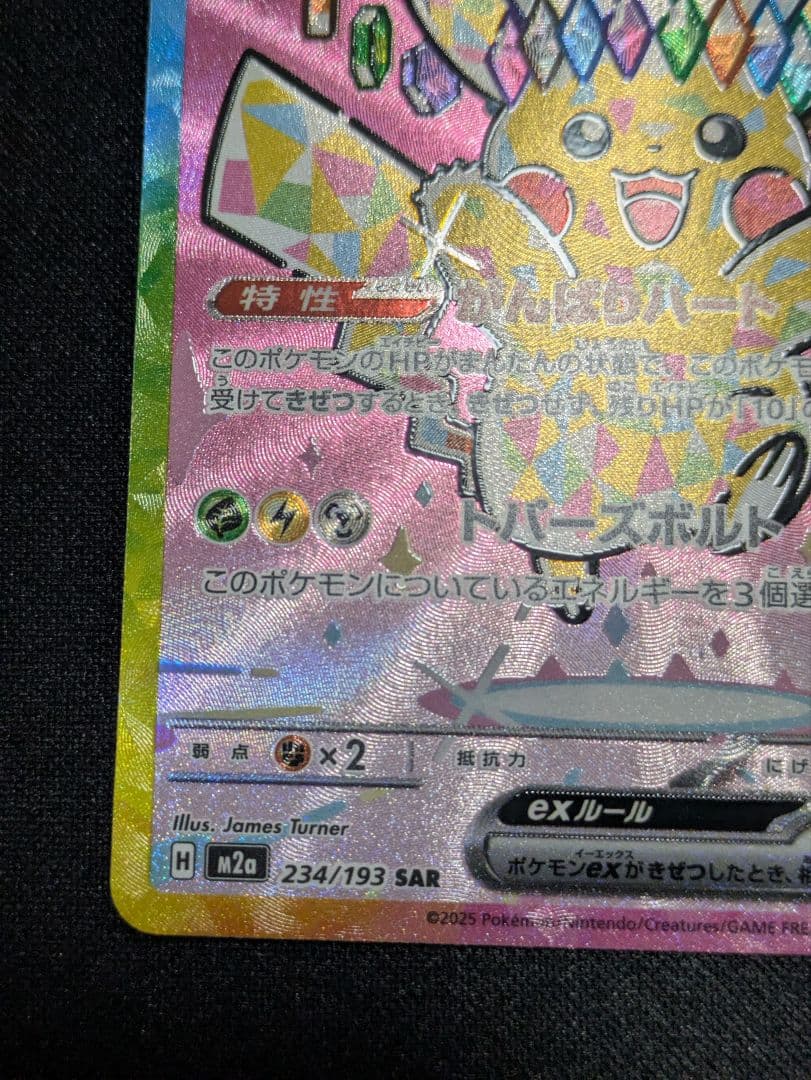 特性 がんばりハート
このポケモンのHPがまんたんの状態で、このポケモ
受けてきぜつするとき、きぜつせず、残りHPが「10」で
トパーズボルト
このポケモンについているエネルギーを3個選
弱点 ×2 抵抗力 にげ
exルール
ポケモンexがきぜつしたとき、相
Illus. James Turner
H M2a 234/193 SAR
©2025 Pokémon/Nintendo/Creatures/GAME FRE